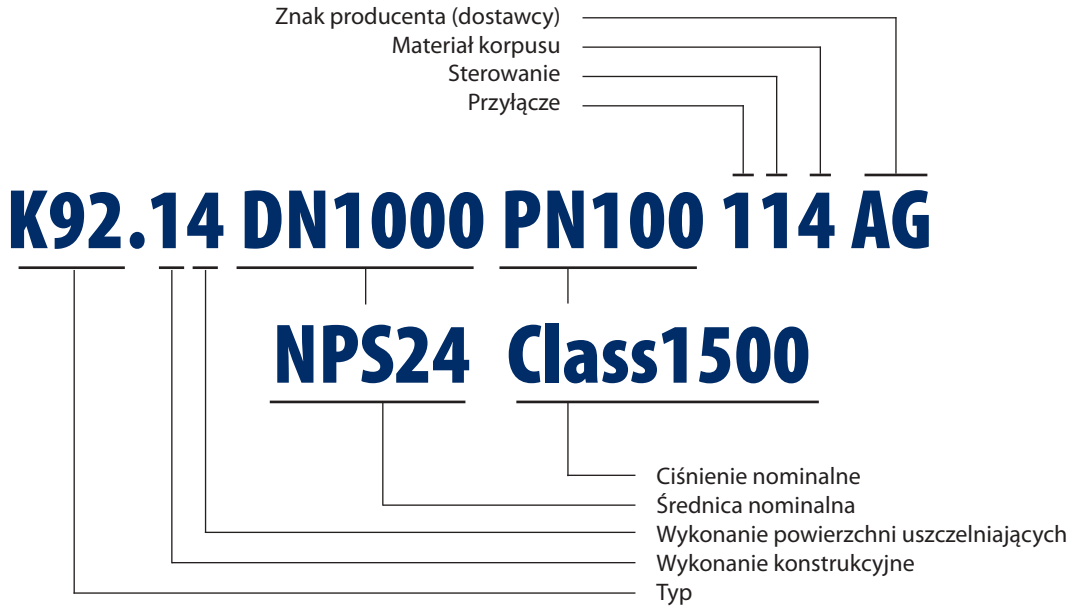 Znak producenta (dostawcy)
Materiał korpusu
Sterowanie
Przyłącze
K92.14 DN1000 PN100 114 AG
NPS24 Class1500
Ciśnienie nominalne
Średnica nominalna
Wykonanie powierzchni uszczelniających
Wykonanie konstrukcyjne
Typ